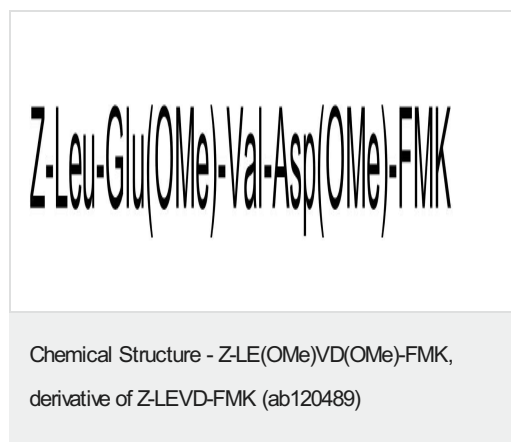 Z-Leu-Glu(OMe)-Val-Asp(OMe)-FMK
Chemical Structure - Z-LE(OMe)VD(OMe)-FMK,
derivative of Z-LEVD-FMK (ab120489)